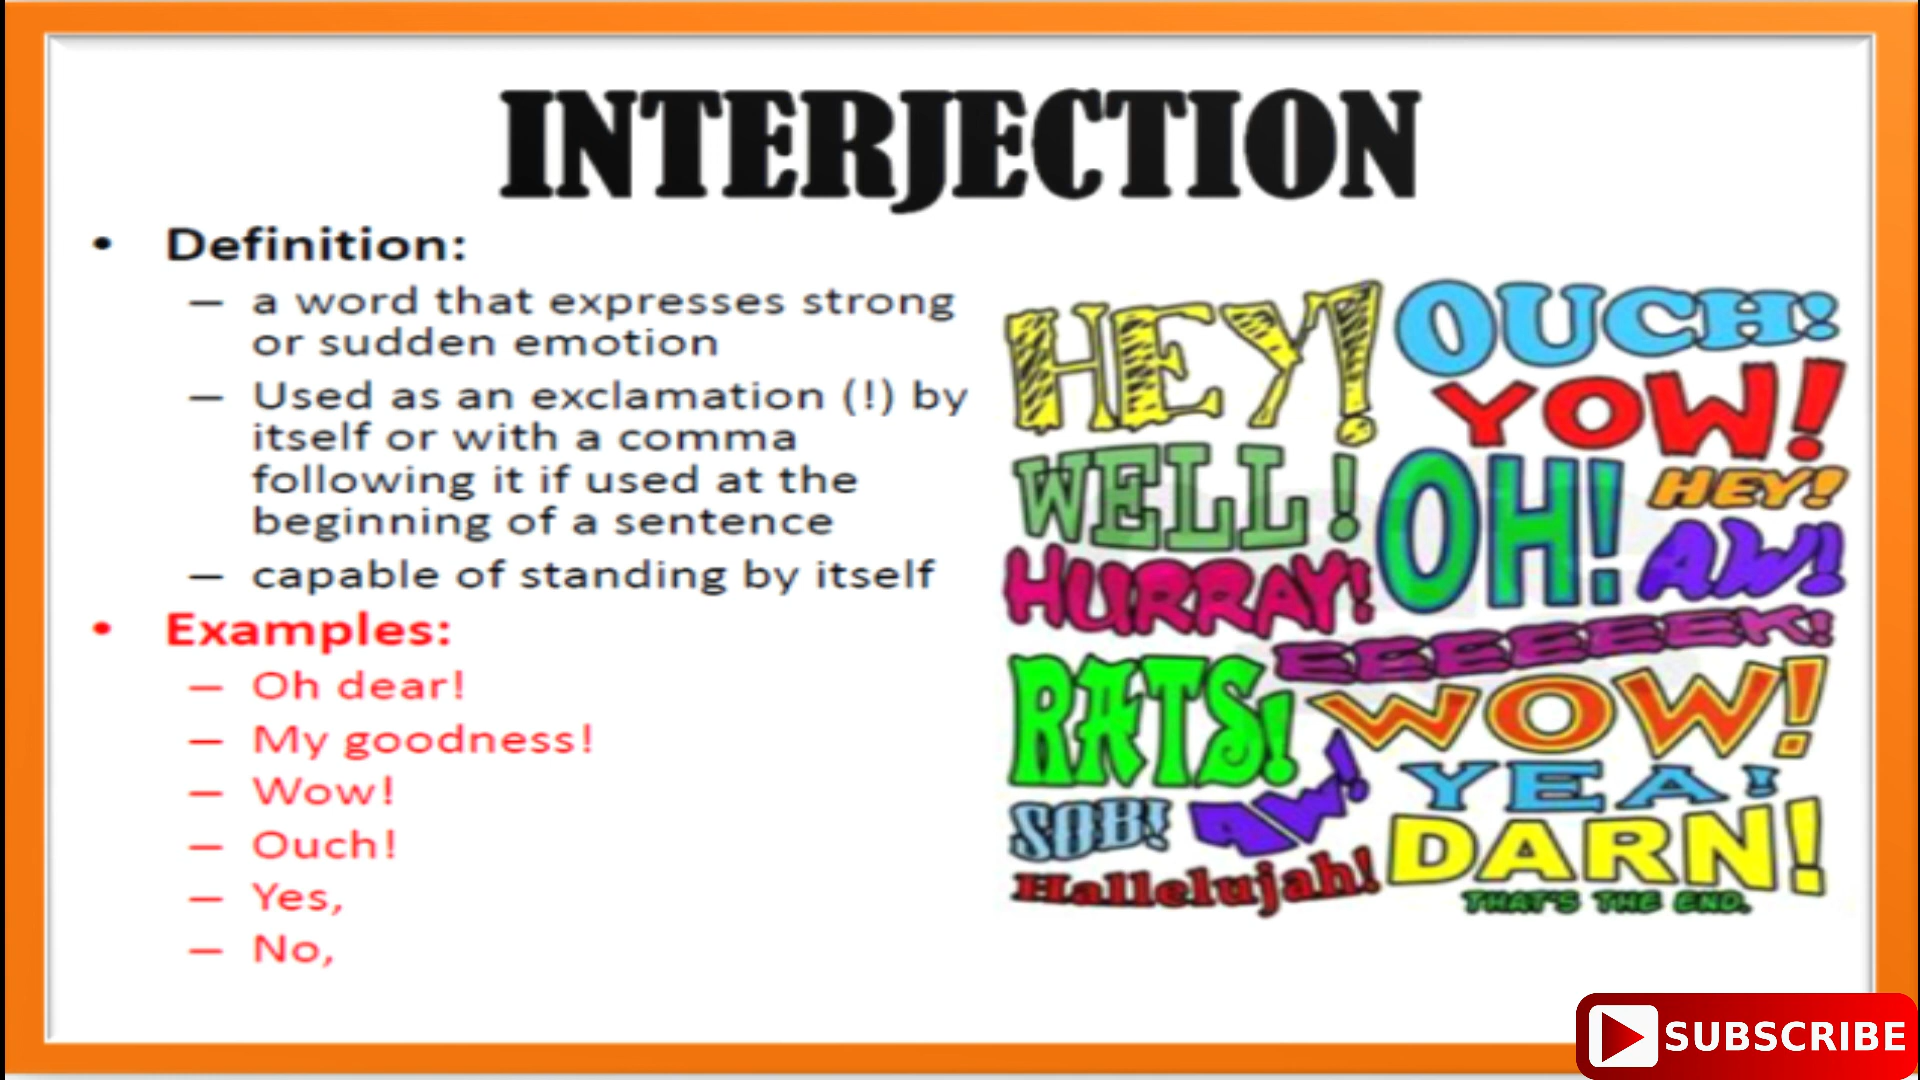 INTERJECTION
• Definition:
– a word that expresses strong
or sudden emotion
– Used as an exclamation (!) by
itself or with a comma
following it if used at the
beginning of a sentence
– capable of standing by itself
• Examples:
– Oh dear!
– My goodness!
– Wow!
– Ouch!
– Yes,
– No,
HEY! OUCH!
YOW!
WELL! OH! HEY!
HURRAY! AW!
EEEEEEK!
RATS! WOW!
YEA!
SOB! AW! DARN!
Hallelujah!
THAT'S THE END.
SUBSCRIBE